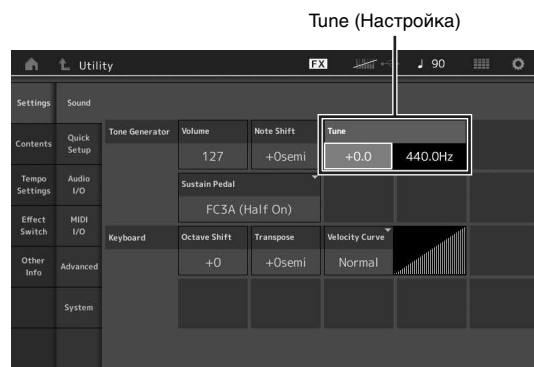 Tune (Настройка)
Utility
FX
♩ 90
Settings
Sound
Contents
Quick
Setup
Tone Generator
Volume
Note Shift
Tune
127
+0semi
+0.0
440.0Hz
Tempo
Settings
Audio
I/O
Sustain Pedal
FC3A (Half On)
Effect
Switch
MIDI
I/O
Keyboard
Octave Shift
Transpose
Velocity Curve
+0
+0semi
Normal
Other
Info
Advanced
System